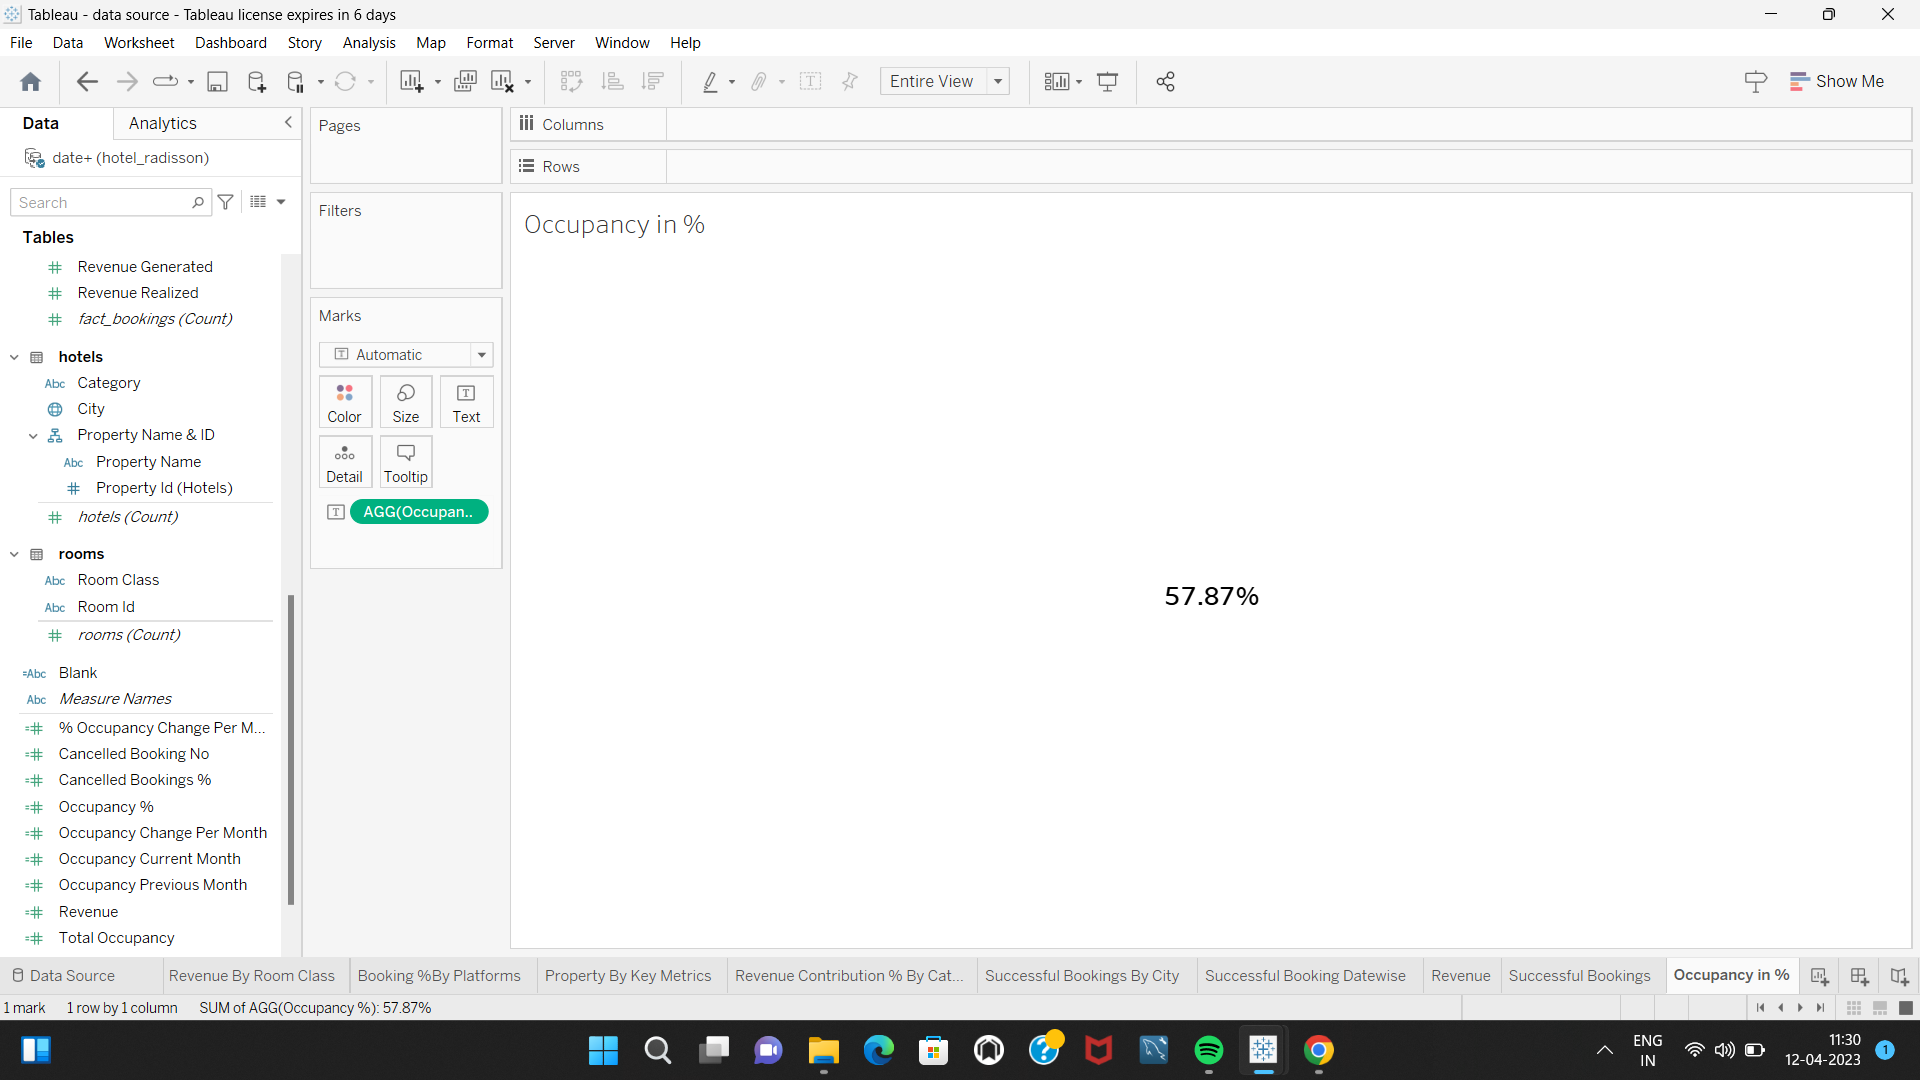 Tableau - data source - Tableau license expires in 6 days
File Data Worksheet Dashboard Story Analysis Map Format Server Window Help
Entire View
Show Me
Data Analytics
date+ (hotel_radisson)
Search
Tables
Revenue Generated
Revenue Realized
fact_bookings (Count)
hotels
Abc Category
City
Property Name & ID
Abc Property Name
Property Id (Hotels)
hotels (Count)
rooms
Abc Room Class
Abc Room Id
rooms (Count)
=Abc Blank
Abc Measure Names
% Occupancy Change Per M...
Cancelled Booking No
Cancelled Bookings %
Occupancy %
Occupancy Change Per Month
Occupancy Current Month
Occupancy Previous Month
Revenue
Total Occupancy
Pages
Filters
Marks
Automatic
Color Size Text
Detail Tooltip
AGG(Occupan..
Columns
Rows
Occupancy in %
57.87%
Data Source Revenue By Room Class Booking %By Platforms Property By Key Metrics Revenue Contribution % By Cat... Successful Bookings By City Successful Booking Datewise Revenue Successful Bookings Occupancy in %
1 mark 1 row by 1 column SUM of AGG(Occupancy %): 57.87%
ENG
IN
11:30
12-04-2023
1